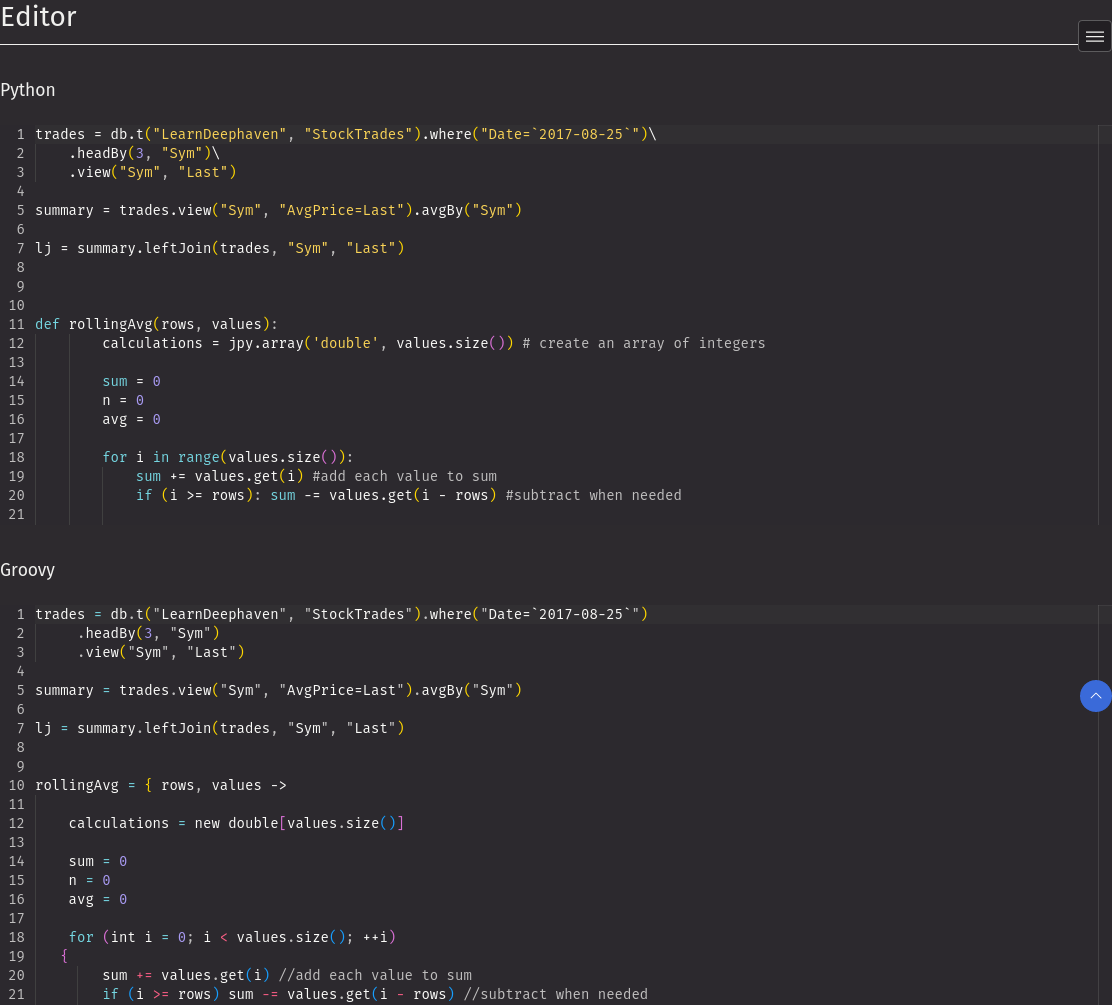 Editor
Python
1 trades = db.t("LearnDeephaven", "StockTrades").where("Date=`2017-08-25`")\
2     .headBy(3, "Sym")\
3     .view("Sym", "Last")
4
5 summary = trades.view("Sym", "AvgPrice=Last").avgBy("Sym")
6
7 lj = summary.leftJoin(trades, "Sym", "Last")
8
9
10
11 def rollingAvg(rows, values):
12         calculations = jpy.array('double', values.size()) # create an array of integers
13
14         sum = 0
15         n = 0
16         avg = 0
17
18         for i in range(values.size()):
19             sum += values.get(i) #add each value to sum
20             if (i >= rows): sum -= values.get(i - rows) #subtract when needed
21
Groovy
1 trades = db.t("LearnDeephaven", "StockTrades").where("Date=`2017-08-25`")
2      .headBy(3, "Sym")
3      .view("Sym", "Last")
4
5 summary = trades.view("Sym", "AvgPrice=Last").avgBy("Sym")
6
7 lj = summary.leftJoin(trades, "Sym", "Last")
8
9
10 rollingAvg = { rows, values ->
11
12     calculations = new double[values.size()]
13
14     sum = 0
15     n = 0
16     avg = 0
17
18     for (int i = 0; i < values.size(); ++i)
19    {
20         sum += values.get(i) //add each value to sum
21         if (i >= rows) sum -= values.get(i - rows) //subtract when needed